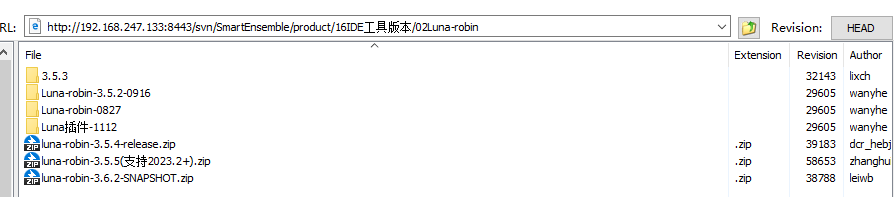 RL: http://192.168.247.133:8443/svn/SmartEnsemble/product/16IDE工具版本/02Luna-robin Revision: HEAD
File Extension Revision Author
3.5.3 32143 lixch
Luna-robin-3.5.2-0916 29605 wanyhe
Luna-robin-0827 29605 wanyhe
Luna插件-1112 29605 wanyhe
ZIP luna-robin-3.5.4-release.zip .zip 39183 dcr_hebj
ZIP luna-robin-3.5.5(支持2023.2+).zip .zip 58653 zhanghu
ZIP luna-robin-3.6.2-SNAPSHOT.zip .zip 38788 leiwb